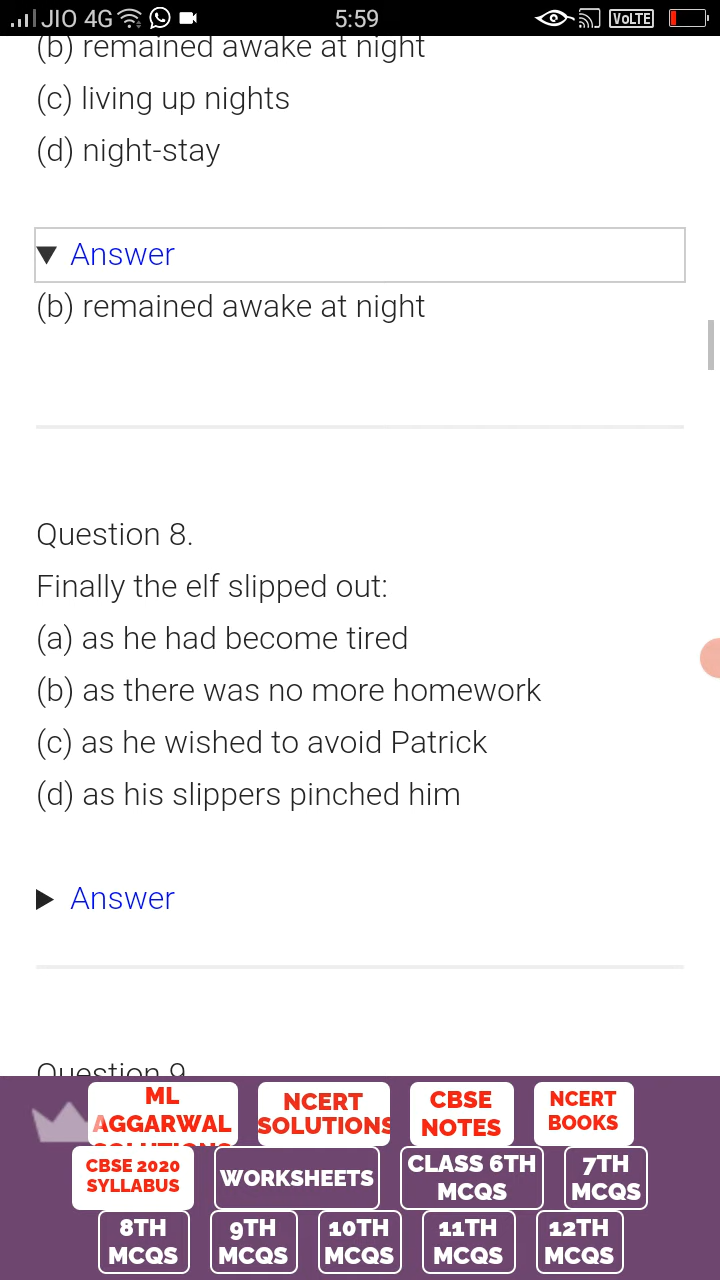 JIO 4G 5:59 VoLTE
(b) remained awake at night
(c) living up nights
(d) night-stay
Answer
(b) remained awake at night
Question 8.
Finally the elf slipped out:
(a) as he had become tired
(b) as there was no more homework
(c) as he wished to avoid Patrick
(d) as his slippers pinched him
Answer
Question 9
ML AGGARWAL SOLUTIONS
NCERT SOLUTIONS
CBSE NOTES
NCERT BOOKS
CBSE 2020 SYLLABUS
WORKSHEETS
CLASS 6TH MCQS
7TH MCQS
8TH MCQS
9TH MCQS
10TH MCQS
11TH MCQS
12TH MCQS